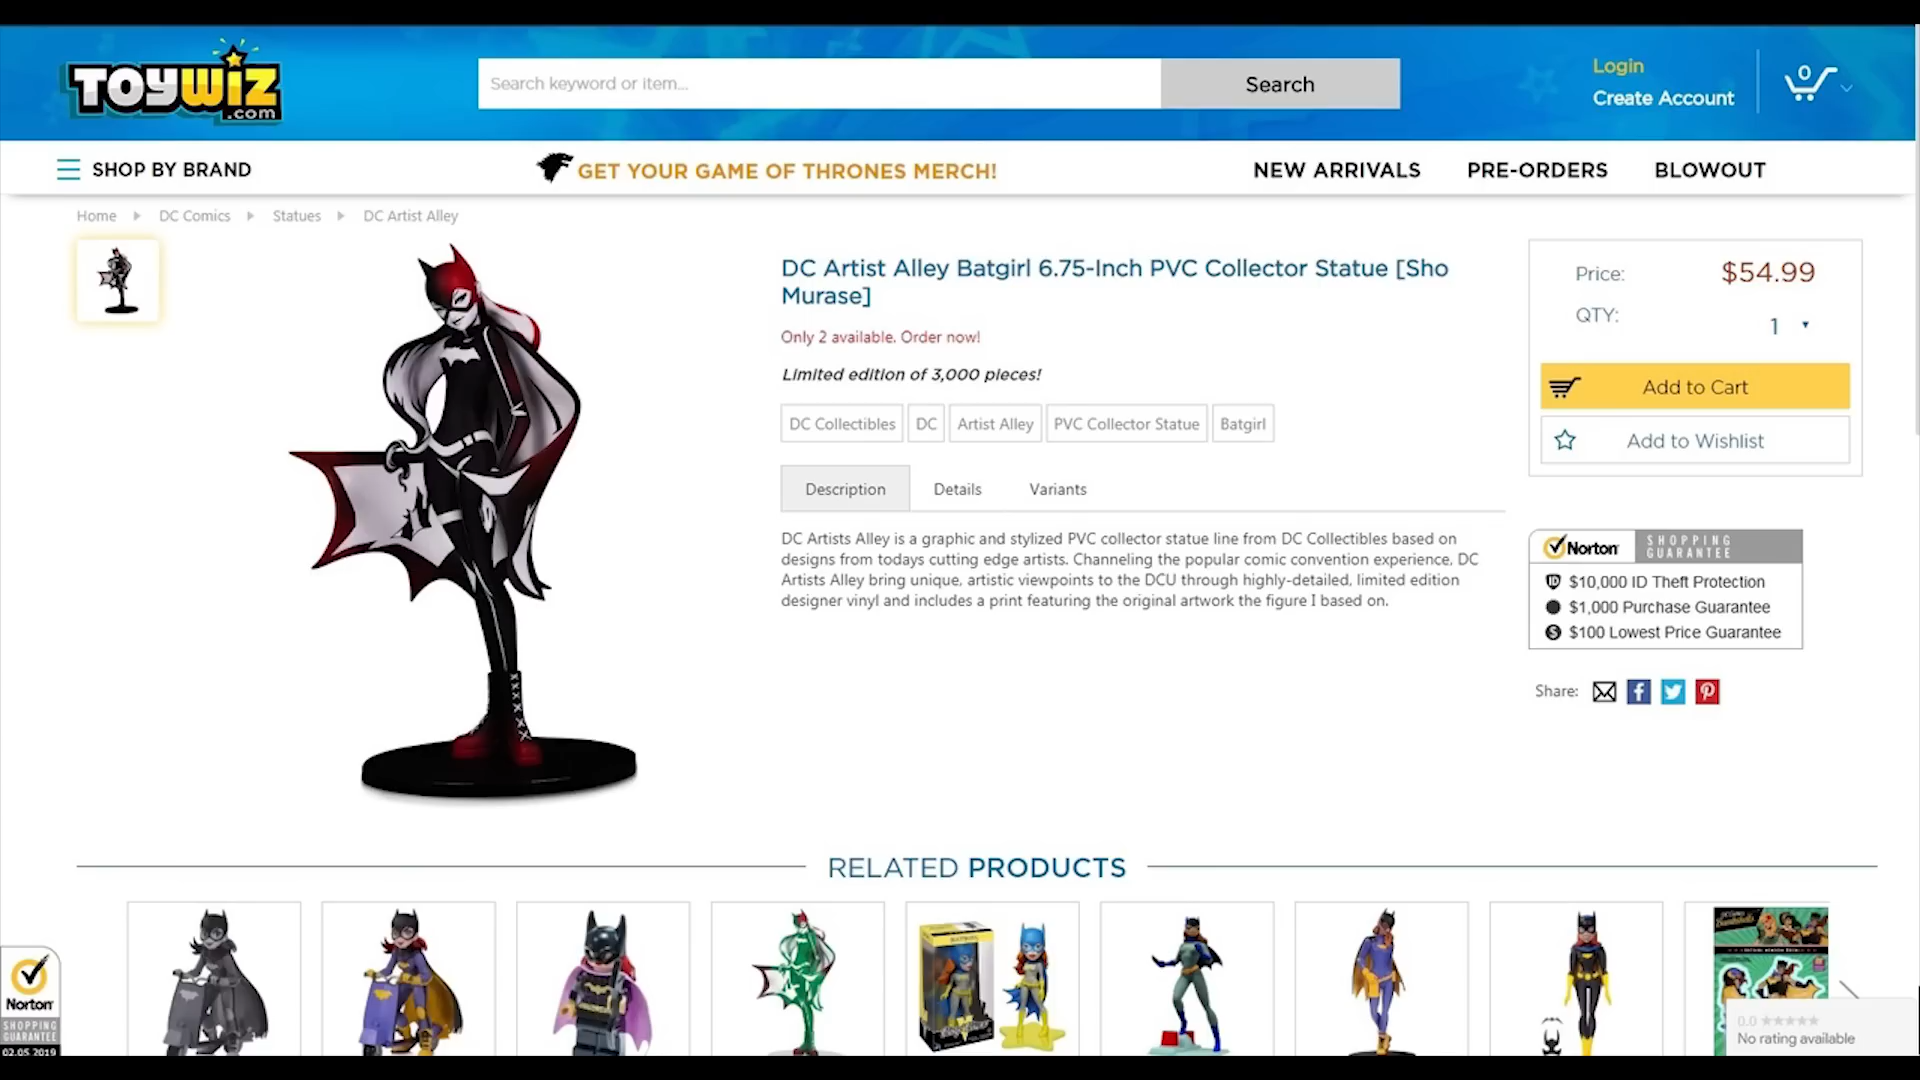 TOYWIZ
.com
Search keyword or item...
Search
Login
Create Account
0
SHOP BY BRAND
GET YOUR GAME OF THRONES MERCH!
NEW ARRIVALS
PRE-ORDERS
BLOWOUT
Home
DC Comics
Statues
DC Artist Alley
DC Artist Alley Batgirl 6.75-Inch PVC Collector Statue [Sho
Murase]
Only 2 available. Order now!
Limited edition of 3,000 pieces!
DC Collectibles
DC
Artist Alley
PVC Collector Statue
Batgirl
Description
Details
Variants
DC Artists Alley is a graphic and stylized PVC collector statue line from DC Collectibles based on
designs from todays cutting edge artists. Channeling the popular comic convention experience, DC
Artists Alley bring unique, artistic viewpoints to the DCU through highly-detailed, limited edition
designer vinyl and includes a print featuring the original artwork the figure I based on.
Price:
$54.99
QTY:
1
Add to Cart
Add to Wishlist
Norton
SHOPPING
GUARANTEE
$10,000 ID Theft Protection
$1,000 Purchase Guarantee
$100 Lowest Price Guarantee
Share:
RELATED PRODUCTS
Norton
SHOPPING
GUARANTEE
02.05.2019
0.0
No rating available